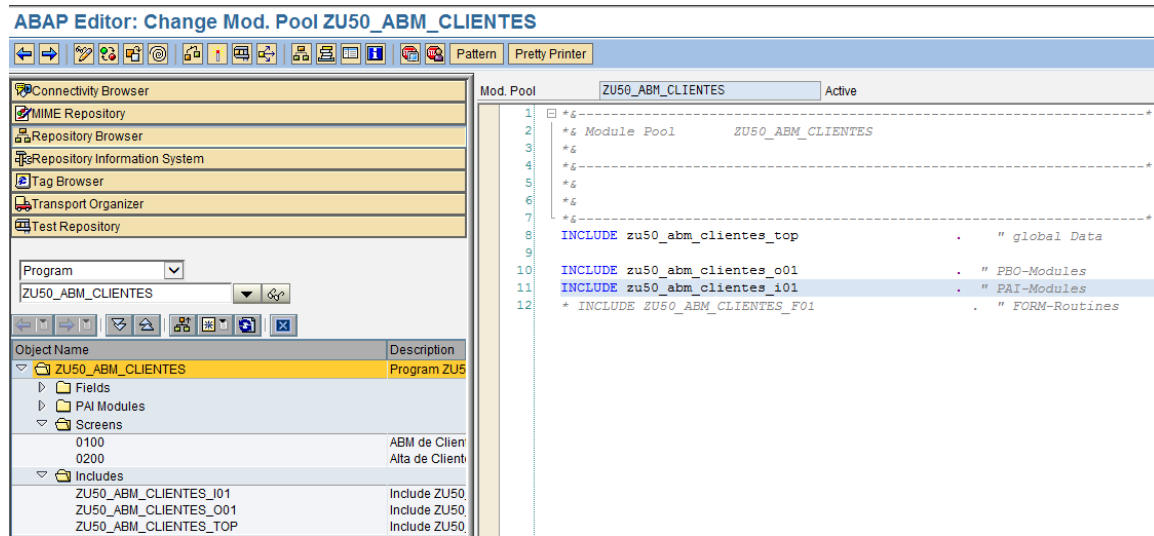 ABAP Editor: Change Mod. Pool ZU50_ABM_CLIENTES
Pattern Pretty Printer
Connectivity Browser
MIME Repository
Repository Browser
Repository Information System
Tag Browser
Transport Organizer
Test Repository
Program
ZU50_ABM_CLIENTES
Object Name Description
ZU50_ABM_CLIENTES Program ZU5
Fields
PAI Modules
Screens
0100 ABM de Clien
0200 Alta de Client
Includes
ZU50_ABM_CLIENTES_I01 Include ZU50_
ZU50_ABM_CLIENTES_O01 Include ZU50_
ZU50_ABM_CLIENTES_TOP Include ZU50_
Mod. Pool ZU50_ABM_CLIENTES Active
1 *&---------------------------------------------------------------------*
2 *& Module Pool ZU50_ABM_CLIENTES
3 *&
4 *&---------------------------------------------------------------------*
5 *&
6 *&
7 *&---------------------------------------------------------------------*
8 INCLUDE zu50_abm_clientes_top . " global Data
9
10 INCLUDE zu50_abm_clientes_o01 . " PBO-Modules
11 INCLUDE zu50_abm_clientes_i01 . " PAI-Modules
12 * INCLUDE ZU50_ABM_CLIENTES_F01 . " FORM-Routines